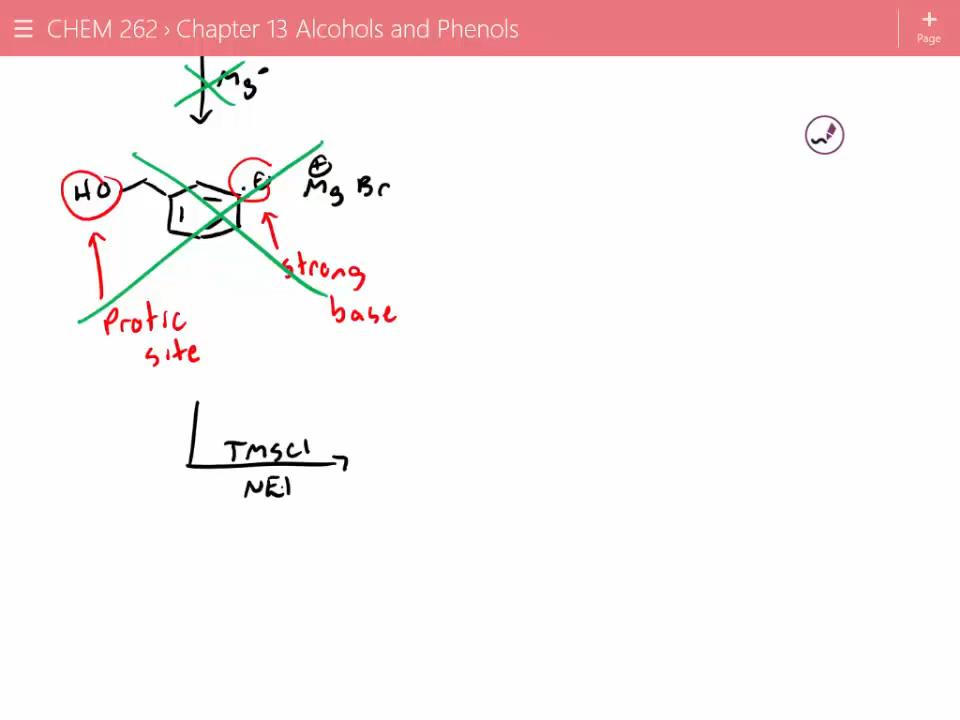 CHEM 262 › Chapter 13 Alcohols and Phenols
+
Page
Mg
HO
⊕
Mg Br
strong
base
Protic
site
TMSCl
NEt